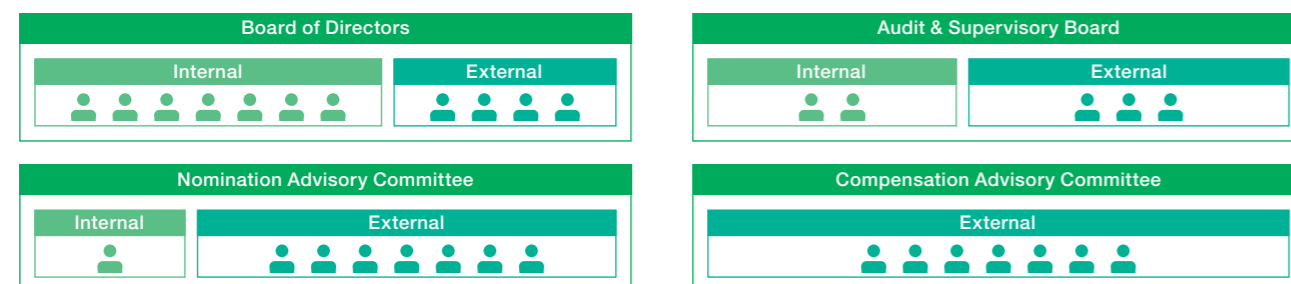 Board of Directors
Internal
External
Audit & Supervisory Board
Internal
External
Nomination Advisory Committee
Internal
External
Compensation Advisory Committee
External